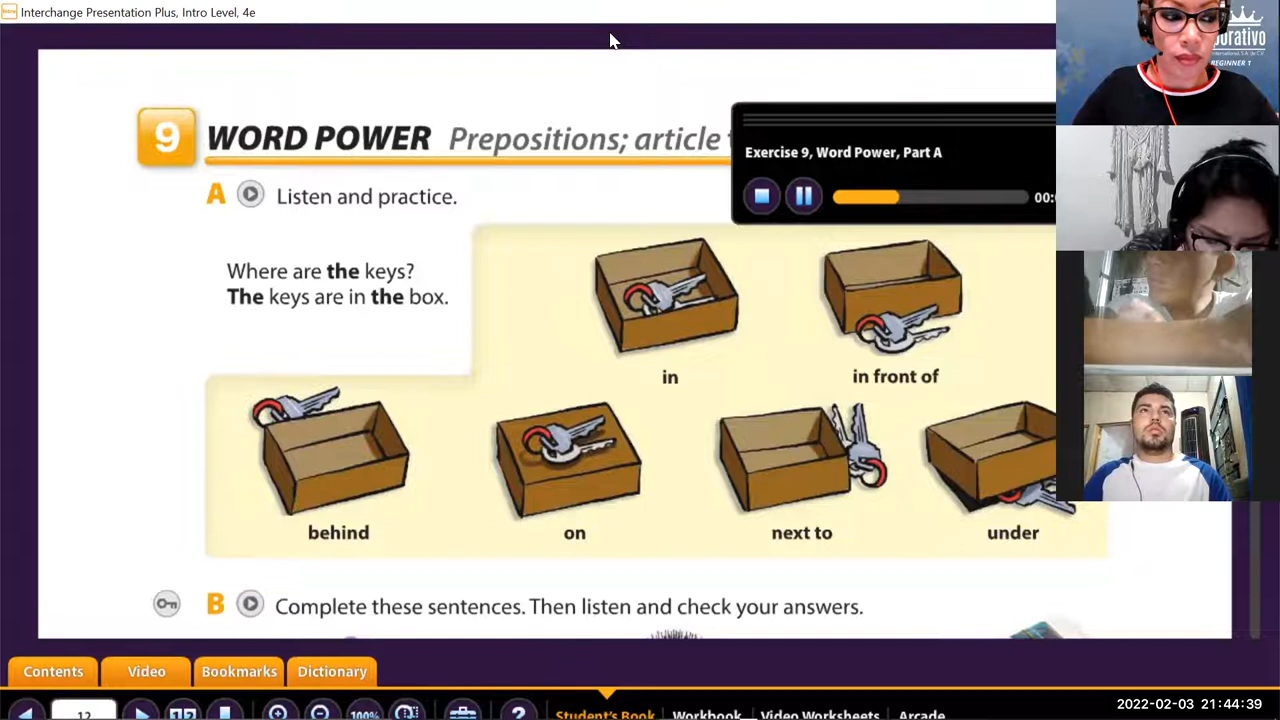 Interchange Presentation Plus, Intro Level, 4e
BEGINNER 1
9 WORD POWER Prepositions; article
Exercise 9, Word Power, Part A
A Listen and practice.
Where are the keys?
The keys are in the box.
in
in front of
behind
on
next to
under
B Complete these sentences. Then listen and check your answers.
Contents
Video
Bookmarks
Dictionary
12
100%
?
Student's Book
Workbook
Video Worksheets
Arcade
2022-02-03 21:44:39